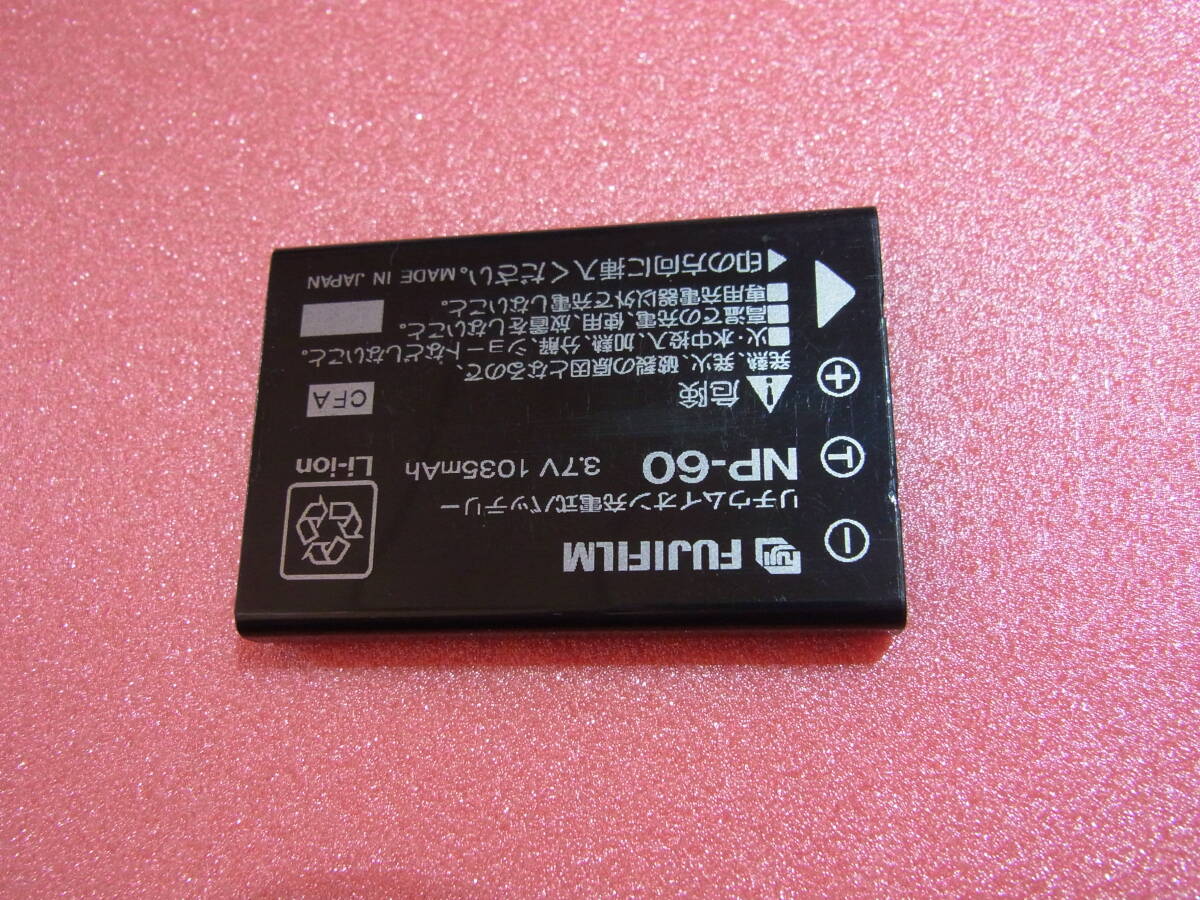 FUJIFILM
リチウムイオン充電式バッテリー
NP-60 3.7V 1035mAh
Li-ion
危険
CFA
発熱、発火、破裂の原因となるので、
火・水中投入、加熱、分解、ショートなどしないこと。
高温での充電、使用、放置をしないこと。
専用充電器以外で充電しないこと。
◀印の方向に挿入ください。MADE IN JAPAN